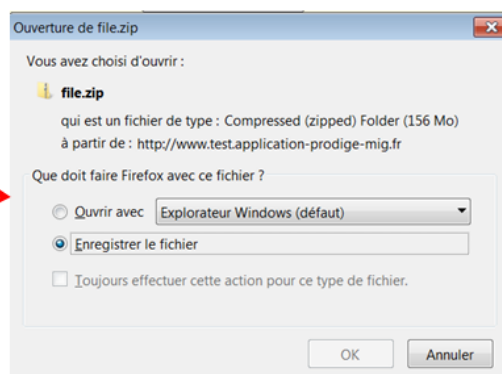 Ouverture de file.zip
Vous avez choisi d'ouvrir :
file.zip
qui est un fichier de type : Compressed (zipped) Folder (156 Mo)
à partir de : http://www.test.application-prodige-mig.fr
Que doit faire Firefox avec ce fichier ?
Ouvrir avec Explorateur Windows (défaut)
Enregistrer le fichier
Toujours effectuer cette action pour ce type de fichier.
OK Annuler